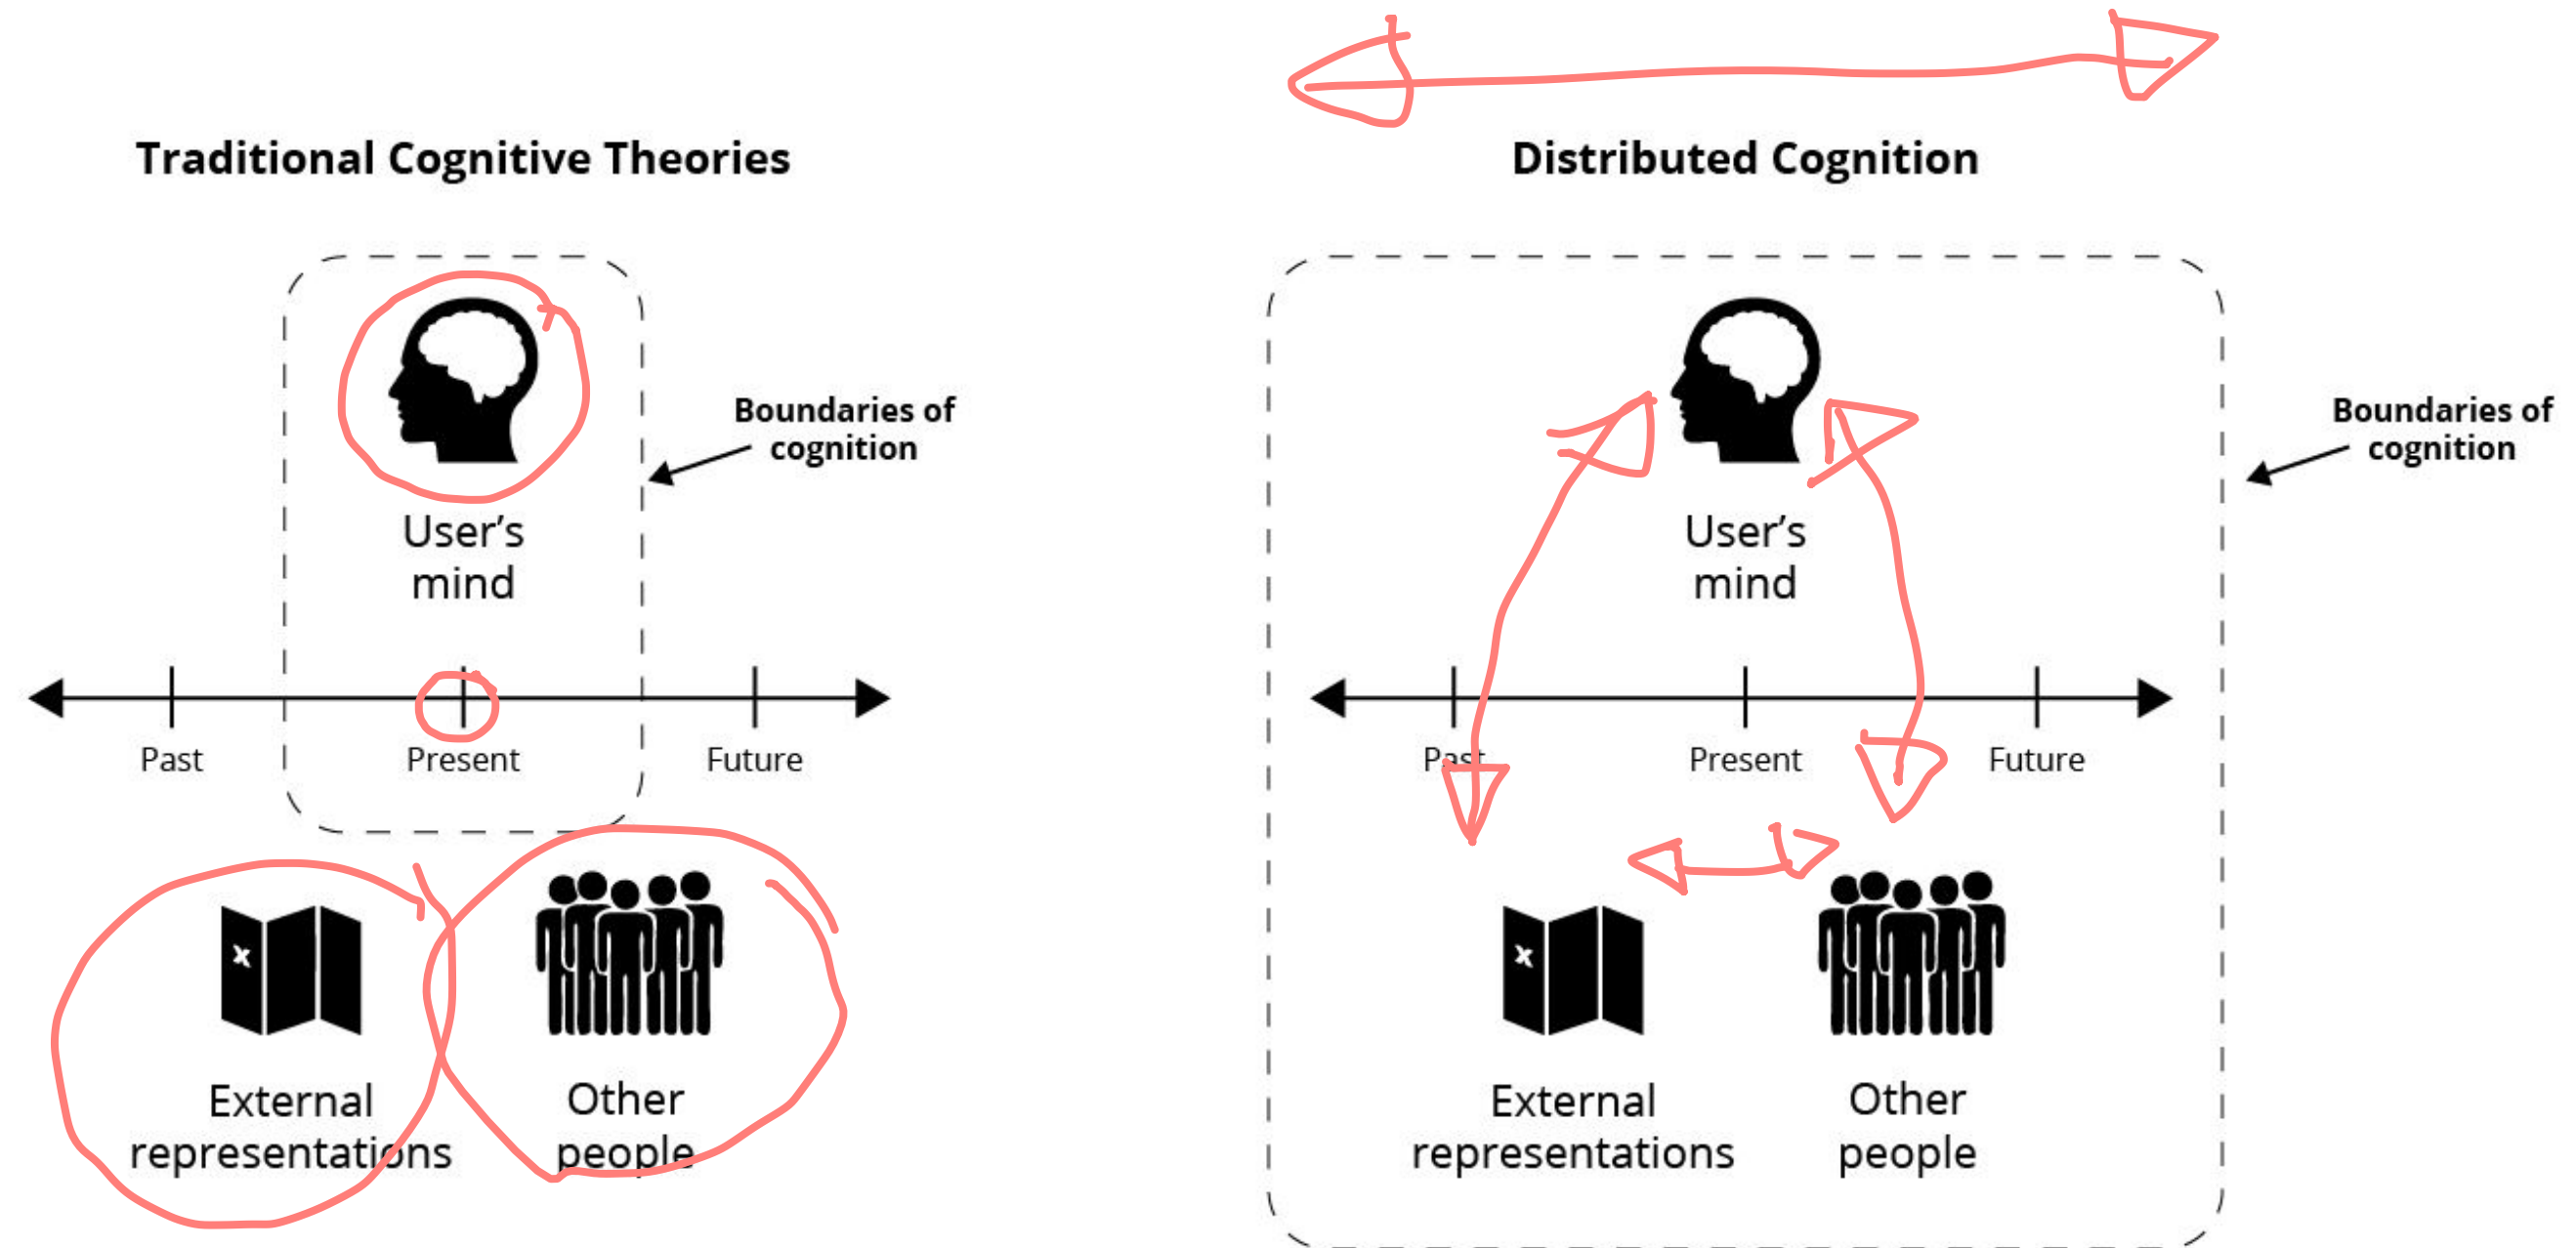 Traditional Cognitive Theories
User's
mind
Boundaries of
cognition
Past
Present
Future
x
External
representations
Other
people
Distributed Cognition
User's
mind
Boundaries of
cognition
Past
Present
Future
x
External
representations
Other
people